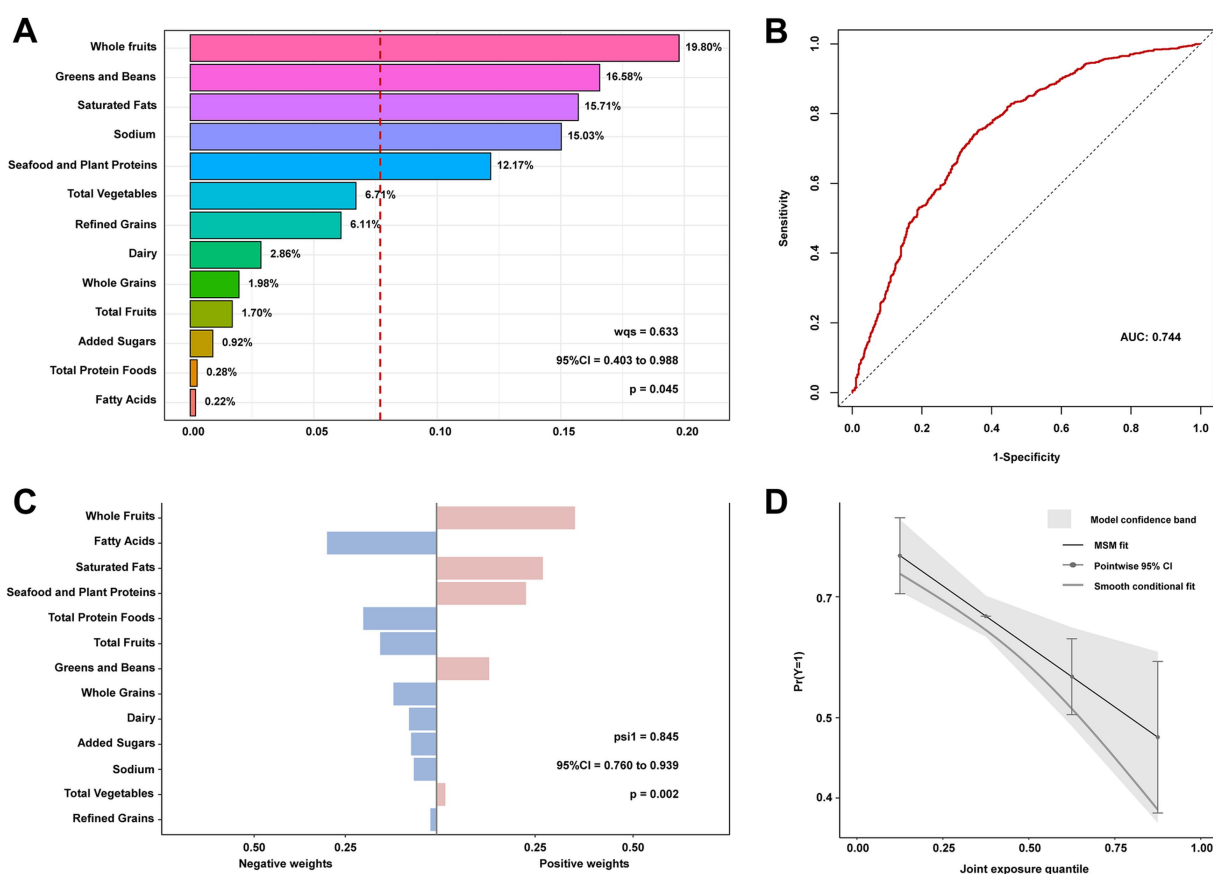 A
Whole fruits 19.80%
Greens and Beans 16.58%
Saturated Fats 15.71%
Sodium 15.03%
Seafood and Plant Proteins 12.17%
Total Vegetables 6.71%
Refined Grains 6.11%
Dairy 2.86%
Whole Grains 1.98%
Total Fruits 1.70%
Added Sugars 0.92%
Total Protein Foods 0.28%
Fatty Acids 0.22%
wqs = 0.633
95%CI = 0.403 to 0.988
p = 0.045
0.00 0.05 0.10 0.15 0.20
B
Sensitivity
1.0
0.8
0.6
0.4
0.2
0.0
AUC: 0.744
0.0 0.2 0.4 0.6 0.8 1.0
1-Specificity
C
Whole Fruits
Fatty Acids
Saturated Fats
Seafood and Plant Proteins
Total Protein Foods
Total Fruits
Greens and Beans
Whole Grains
Dairy
Added Sugars
Sodium
Total Vegetables
Refined Grains
psi1 = 0.845
95%CI = 0.760 to 0.939
p = 0.002
0.50 0.25 0.25 0.50
Negative weights Positive weights
D
Pr(Y=1)
0.7
0.5
0.4
Model confidence band
MSM fit
Pointwise 95% CI
Smooth conditional fit
0.00 0.25 0.50 0.75 1.00
Joint exposure quantile